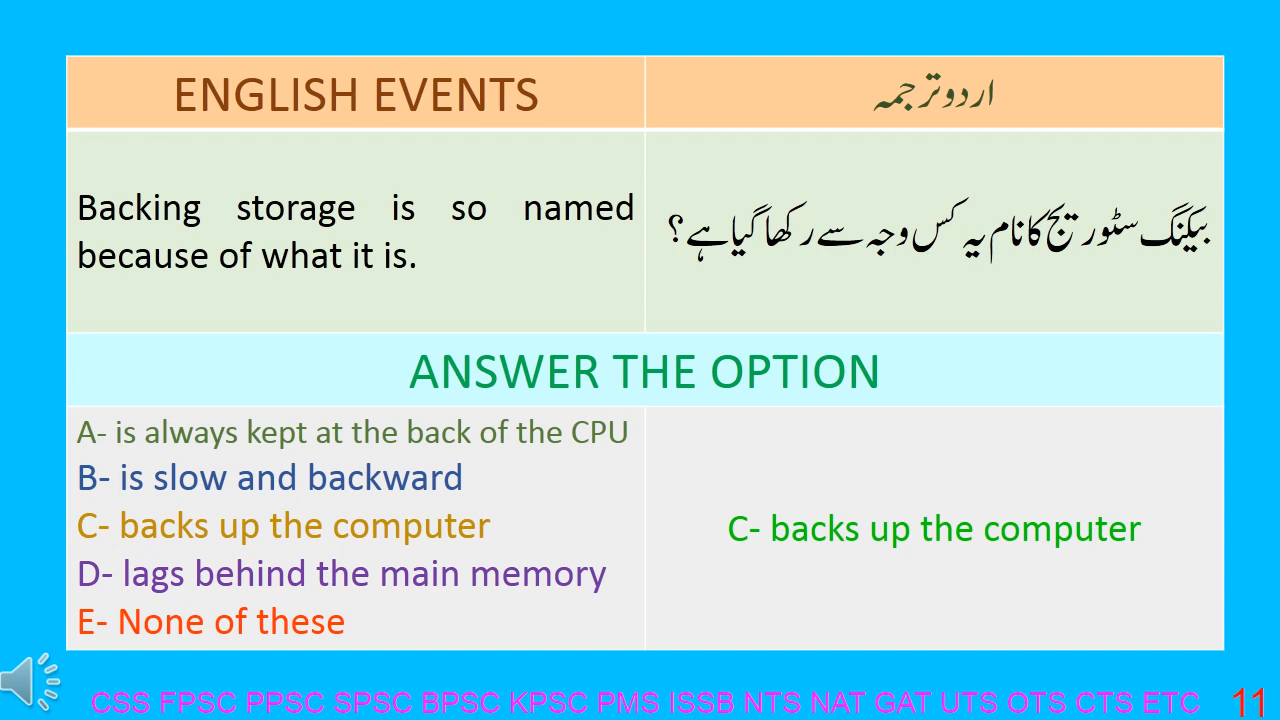 ENGLISH EVENTS
اردو ترجمہ
Backing storage is so named
because of what it is.
بیکنگ سٹوریج کا نام یہ کس وجہ سے رکھا گیا ہے؟
ANSWER THE OPTION
A- is always kept at the back of the CPU
B- is slow and backward
C- backs up the computer
D- lags behind the main memory
E- None of these
C- backs up the computer
CSS FPSC PPSC SPSC BPSC KPSC PMS ISSB NTS NAT GAT UTS OTS CTS ETC
11